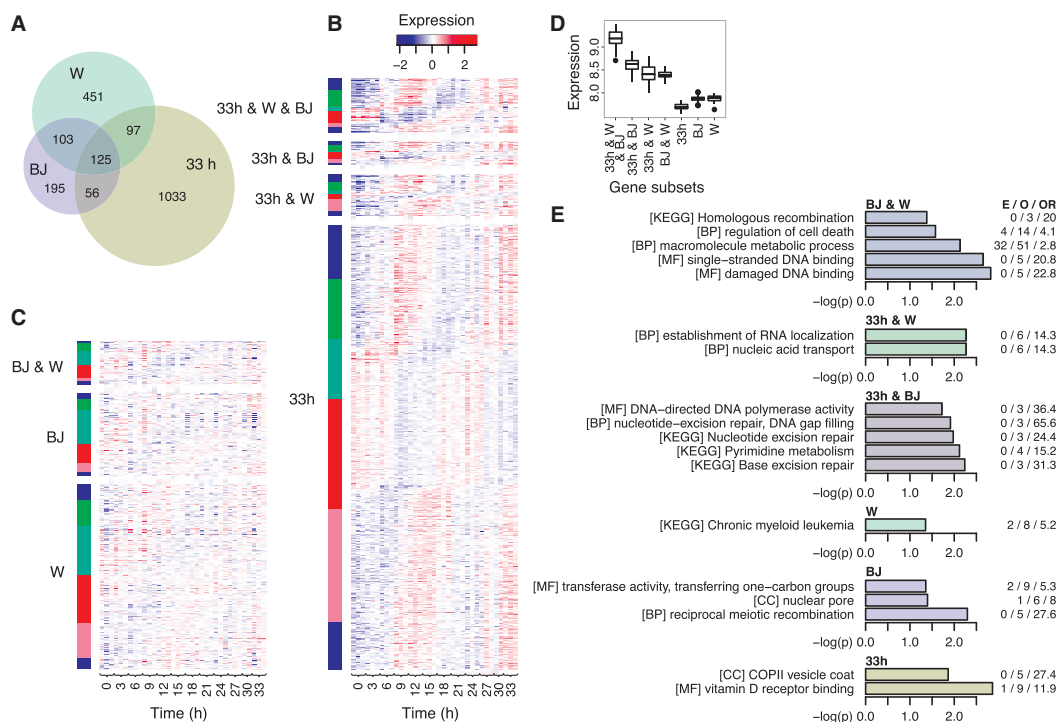 A
W
451
103
97
BJ
125
33 h
195
56
1033
B
Expression
−2 0 2
33h & W & BJ
33h & BJ
33h & W
33h
0 3 6 9 12 15 18 21 24 27 30 33
Time (h)
C
BJ & W
BJ
W
0 3 6 9 12 15 18 21 24 27 30 33
Time (h)
D
Expression
9.0
8.5
8.0
33h & W & BJ
33h & BJ
33h & W
BJ & W
33h
BJ
W
Gene subsets
E
BJ & W E / O / OR
[KEGG] Homologous recombination 0 / 3 / 20
[BP] regulation of cell death 4 / 14 / 4.1
[BP] macromolecule metabolic process 32 / 51 / 2.8
[MF] single−stranded DNA binding 0 / 5 / 20.8
[MF] damaged DNA binding 0 / 5 / 22.8
−log(p) 0.0 1.0 2.0
33h & W
[BP] establishment of RNA localization 0 / 6 / 14.3
[BP] nucleic acid transport 0 / 6 / 14.3
−log(p) 0.0 1.0 2.0
33h & BJ
[MF] DNA−directed DNA polymerase activity 0 / 3 / 36.4
[BP] nucleotide−excision repair, DNA gap filling 0 / 3 / 65.6
[KEGG] Nucleotide excision repair 0 / 3 / 24.4
[KEGG] Pyrimidine metabolism 0 / 4 / 15.2
[KEGG] Base excision repair 0 / 3 / 31.3
−log(p) 0.0 1.0 2.0
W
[KEGG] Chronic myeloid leukemia 2 / 8 / 5.2
−log(p) 0.0 1.0 2.0
BJ
[MF] transferase activity, transferring one−carbon groups 2 / 9 / 5.3
[CC] nuclear pore 1 / 6 / 8
[BP] reciprocal meiotic recombination 0 / 5 / 27.6
−log(p) 0.0 1.0 2.0
33h
[CC] COPII vesicle coat 0 / 5 / 27.4
[MF] vitamin D receptor binding 1 / 9 / 11.9
−log(p) 0.0 1.0 2.0